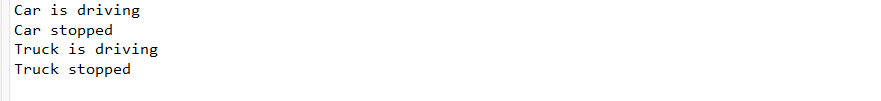 Car is driving
Car stopped
Truck is driving
Truck stopped